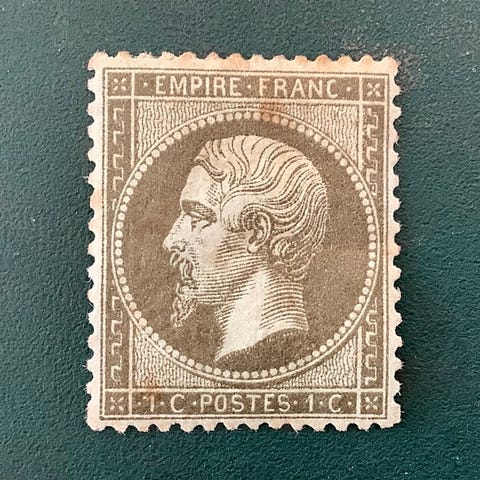 · EMPIRE · FRANC ·
· 1 · C · POSTES · 1 · C ·